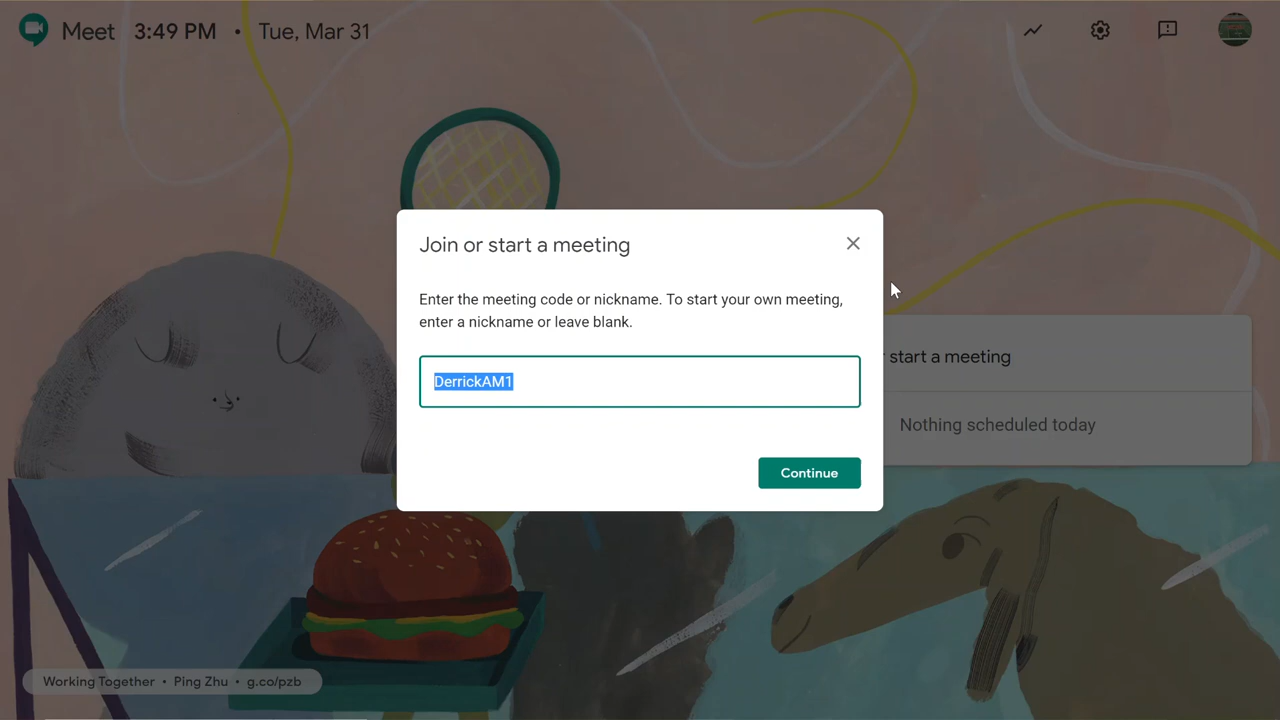 Meet 3:49 PM • Tue, Mar 31
Join or start a meeting
Enter the meeting code or nickname. To start your own meeting,
enter a nickname or leave blank.
DerrickAM1
Continue
start a meeting
Nothing scheduled today
Working Together • Ping Zhu • g.co/pzb